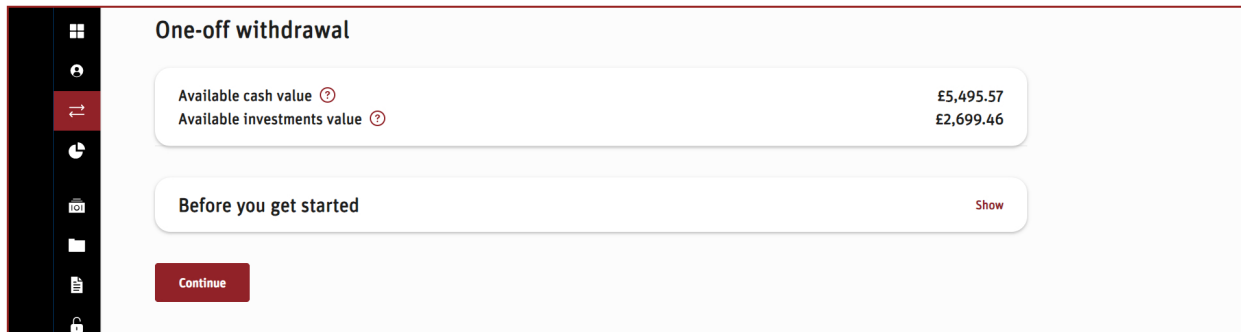 One-off withdrawal
Available cash value ? £5,495.57
Available investments value ? £2,699.46
Before you get started Show
Continue